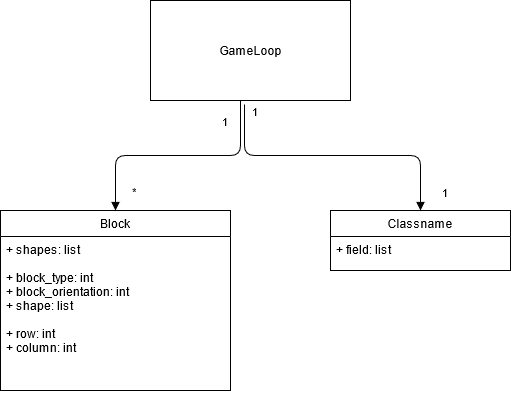 GameLoop
1
1
*
1
Block
+ shapes: list
+ block_type: int
+ block_orientation: int
+ shape: list
+ row: int
+ column: int
Classname
+ field: list